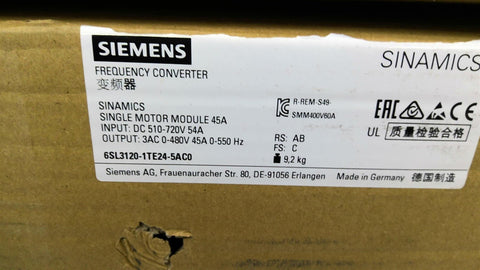 SIEMENS
SINAMICS
FREQUENCY CONVERTER
变频器
SINAMICS
SINGLE MOTOR MODULE 45A
INPUT: DC 510-720V 54A
OUTPUT: 3AC 0-480V 45A 0-550 Hz
6SL3120-1TE24-5AC0
R-REM-S49-
SMM400V60A
RS: AB
FS: C
9,2 kg
EAC CE
UL 质量检验合格
Siemens AG, Frauenauracher Str. 80, DE-91056 Erlangen
Made in Germany 德国制造